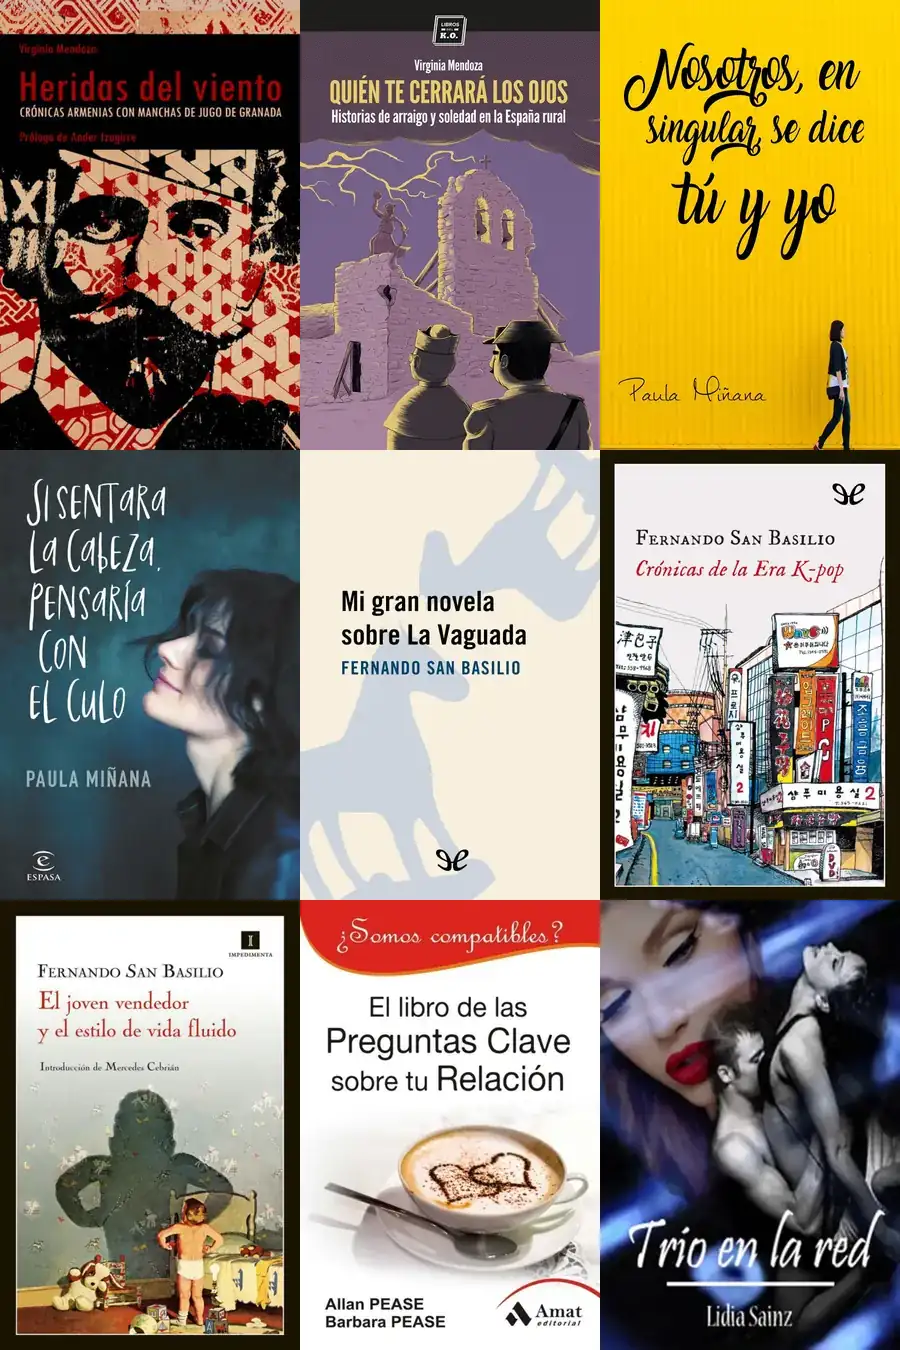 Virginia Mendoza
Heridas del viento
CRÓNICAS ARMENIAS CON MANCHAS DE JUGO DE GRANADA
Prólogo de Ander Izagirre
LIBROS
DEL
K.O.
Virginia Mendoza
QUIÉN TE CERRARÁ LOS OJOS
Historias de arraigo y soledad en la España rural
Nosotros, en
singular, se dice
tú y yo
Paula Miñana
SI SENTARA
LA CABEZA,
PENSARÍA
CON
EL CULO
PAULA MIÑANA
ESPASA
Mi gran novela
sobre La Vaguada
FERNANDO SAN BASILIO
FERNANDO SAN BASILIO
Crónicas de la Era K-pop
2
2
PC
DVD
IMPEDIMENTA
FERNANDO SAN BASILIO
El joven vendedor
y el estilo de vida fluido
Introducción de Mercedes Cebrián
¿Somos compatibles?
El libro de las
Preguntas Clave
sobre tu Relación
Allan PEASE
Barbara PEASE
Amat
editorial
Trío en la red
Lidia Sainz